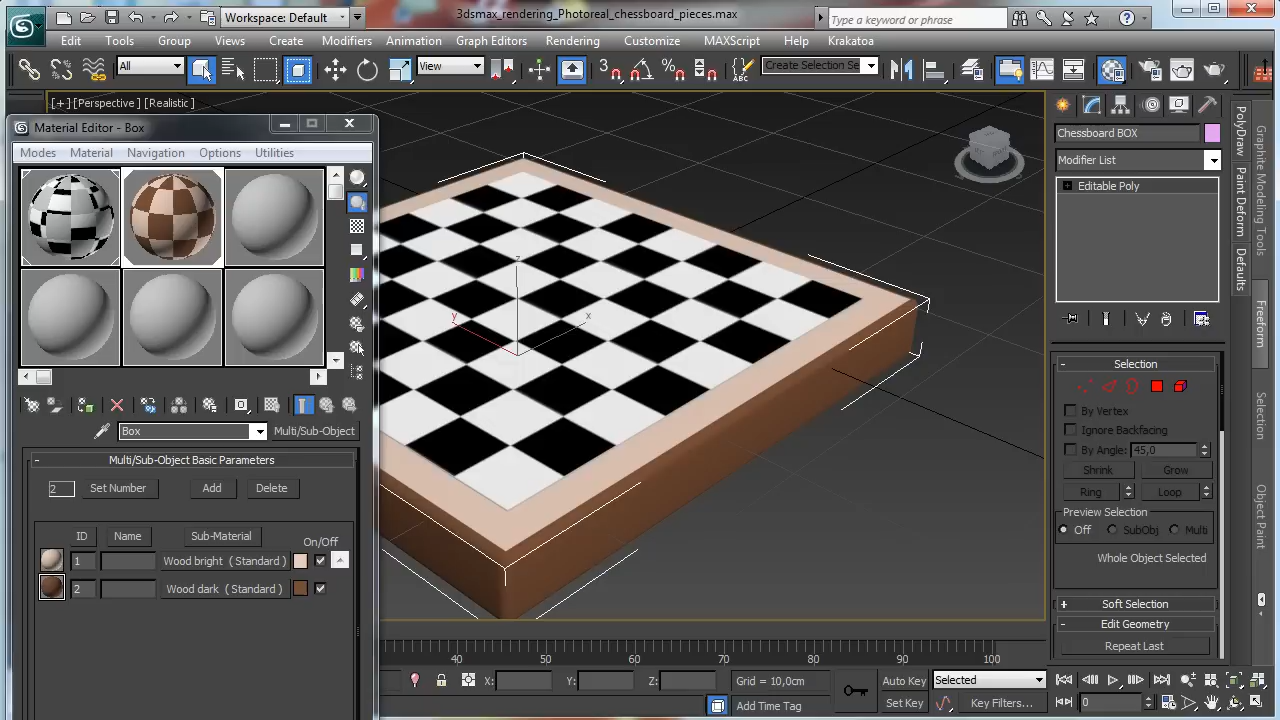 Workspace: Default
3dsmax_rendering_Photoreal_chessboard_pieces.max
Type a keyword or phrase
Edit Tools Group Views Create Modifiers Animation Graph Editors Rendering Customize MAXScript Help Krakatoa
All
View
3
%
ABC
Create Selection Se
[+] [Perspective] [Realistic]
Material Editor - Box
Modes Material Navigation Options Utilities
Box
Multi/Sub-Object
- Multi/Sub-Object Basic Parameters
2 Set Number Add Delete
ID Name Sub-Material On/Off
1 Wood bright ( Standard )
2 Wood dark ( Standard )
z
y
x
Chessboard BOX
Modifier List
Editable Poly
- Selection
By Vertex
Ignore Backfacing
By Angle: 45,0
Shrink Grow
Ring Loop
Preview Selection
Off SubObj Multi
Whole Object Selected
+ Soft Selection
- Edit Geometry
Repeat Last
PolyDraw
Paint Deform
Defaults
Graphite Modeling Tools
Freeform
Selection
Object Paint
40 50 60 70 80 90 100
X: Y: Z: Grid = 10,0cm
Add Time Tag
Auto Key Selected
Set Key Key Filters...
0